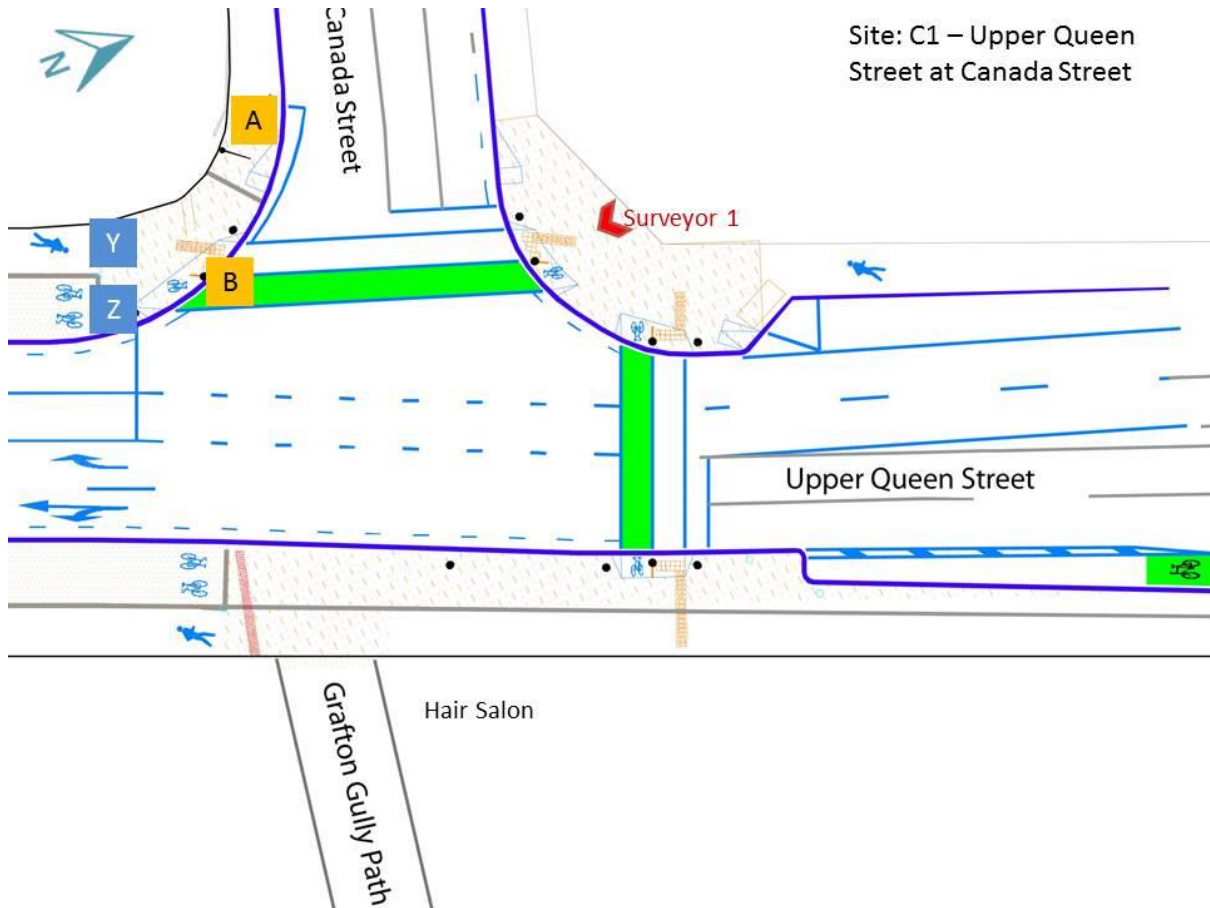 N
Canada Street
Site: C1 – Upper Queen
Street at Canada Street
A
Surveyor 1
Y
B
Z
Upper Queen Street
Hair Salon
Grafton Gully Path